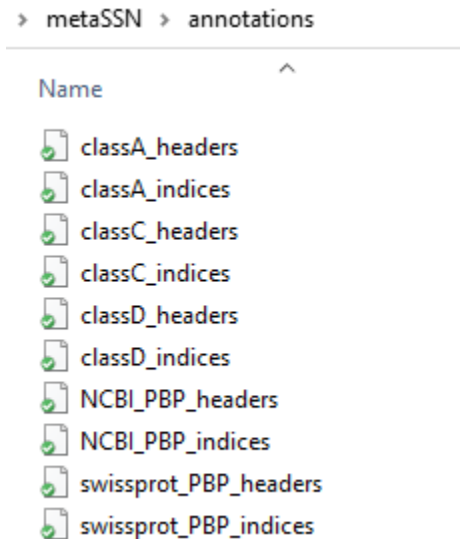 > metaSSN > annotations
Name
classA_headers
classA_indices
classC_headers
classC_indices
classD_headers
classD_indices
NCBI_PBP_headers
NCBI_PBP_indices
swissprot_PBP_headers
swissprot_PBP_indices